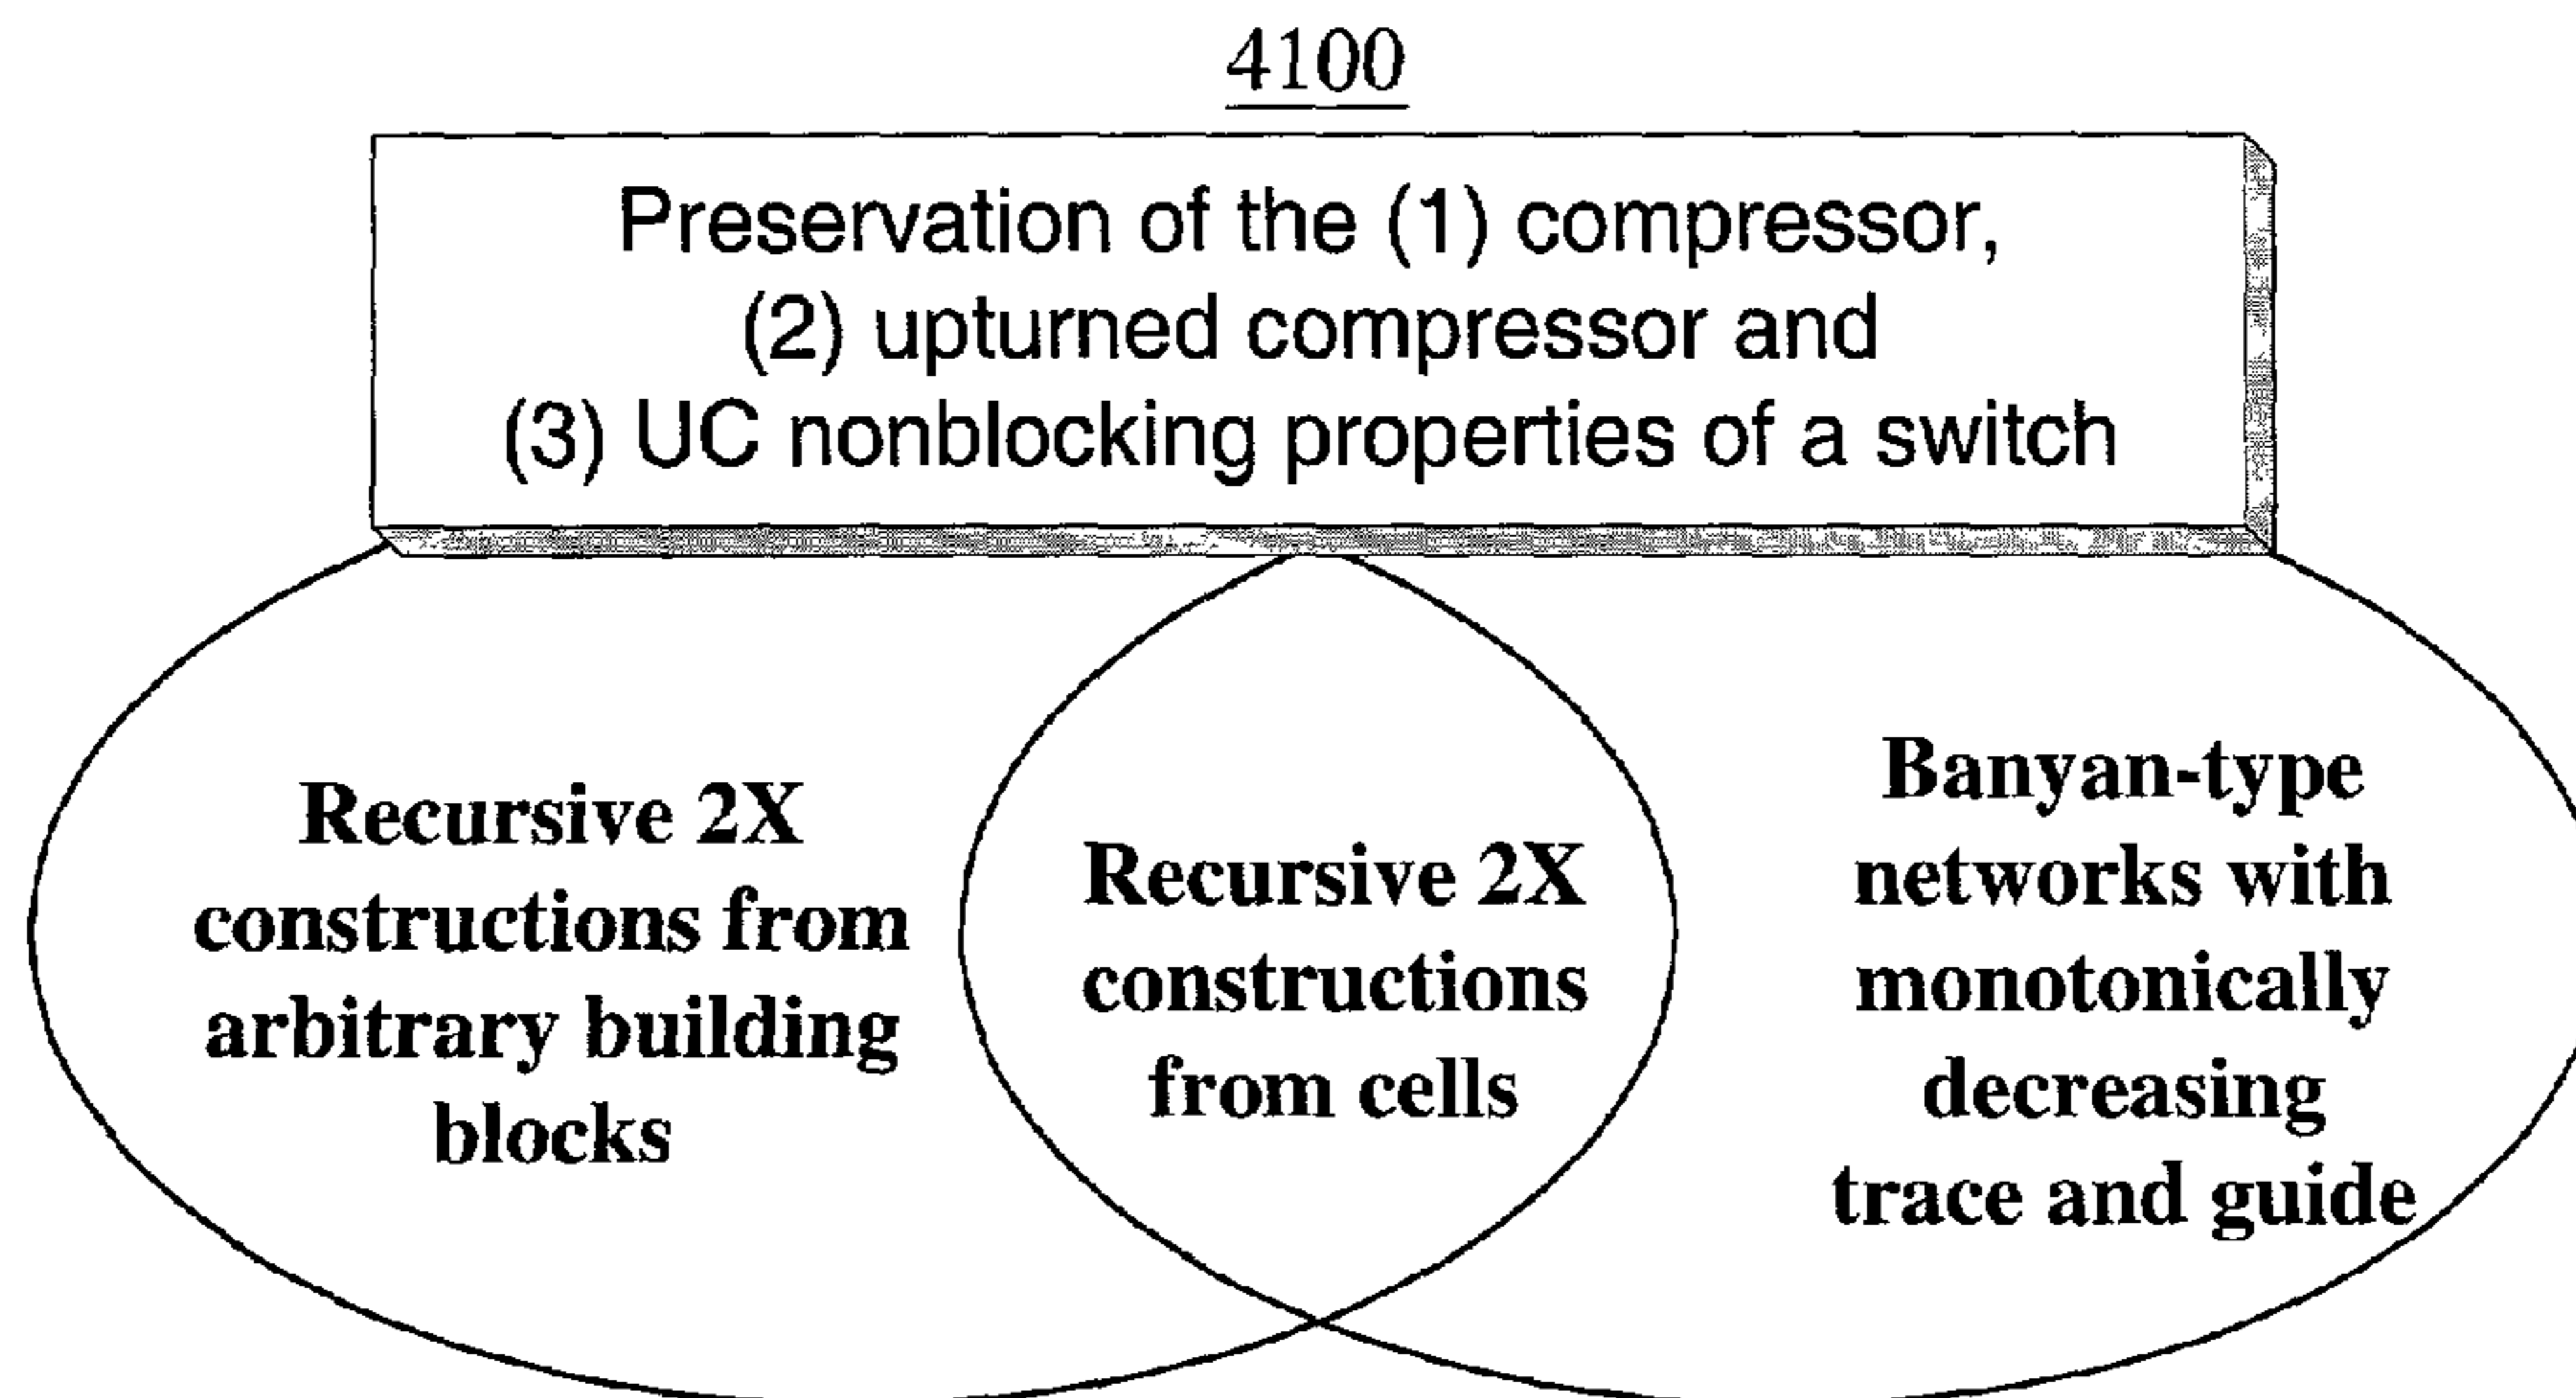 4100
Preservation of the (1) compressor,
(2) upturned compressor and
(3) UC nonblocking properties of a switch
Recursive 2X
constructions from
arbitrary building
blocks
Recursive 2X
constructions
from cells
Banyan-type
networks with
monotonically
decreasing
trace and guide